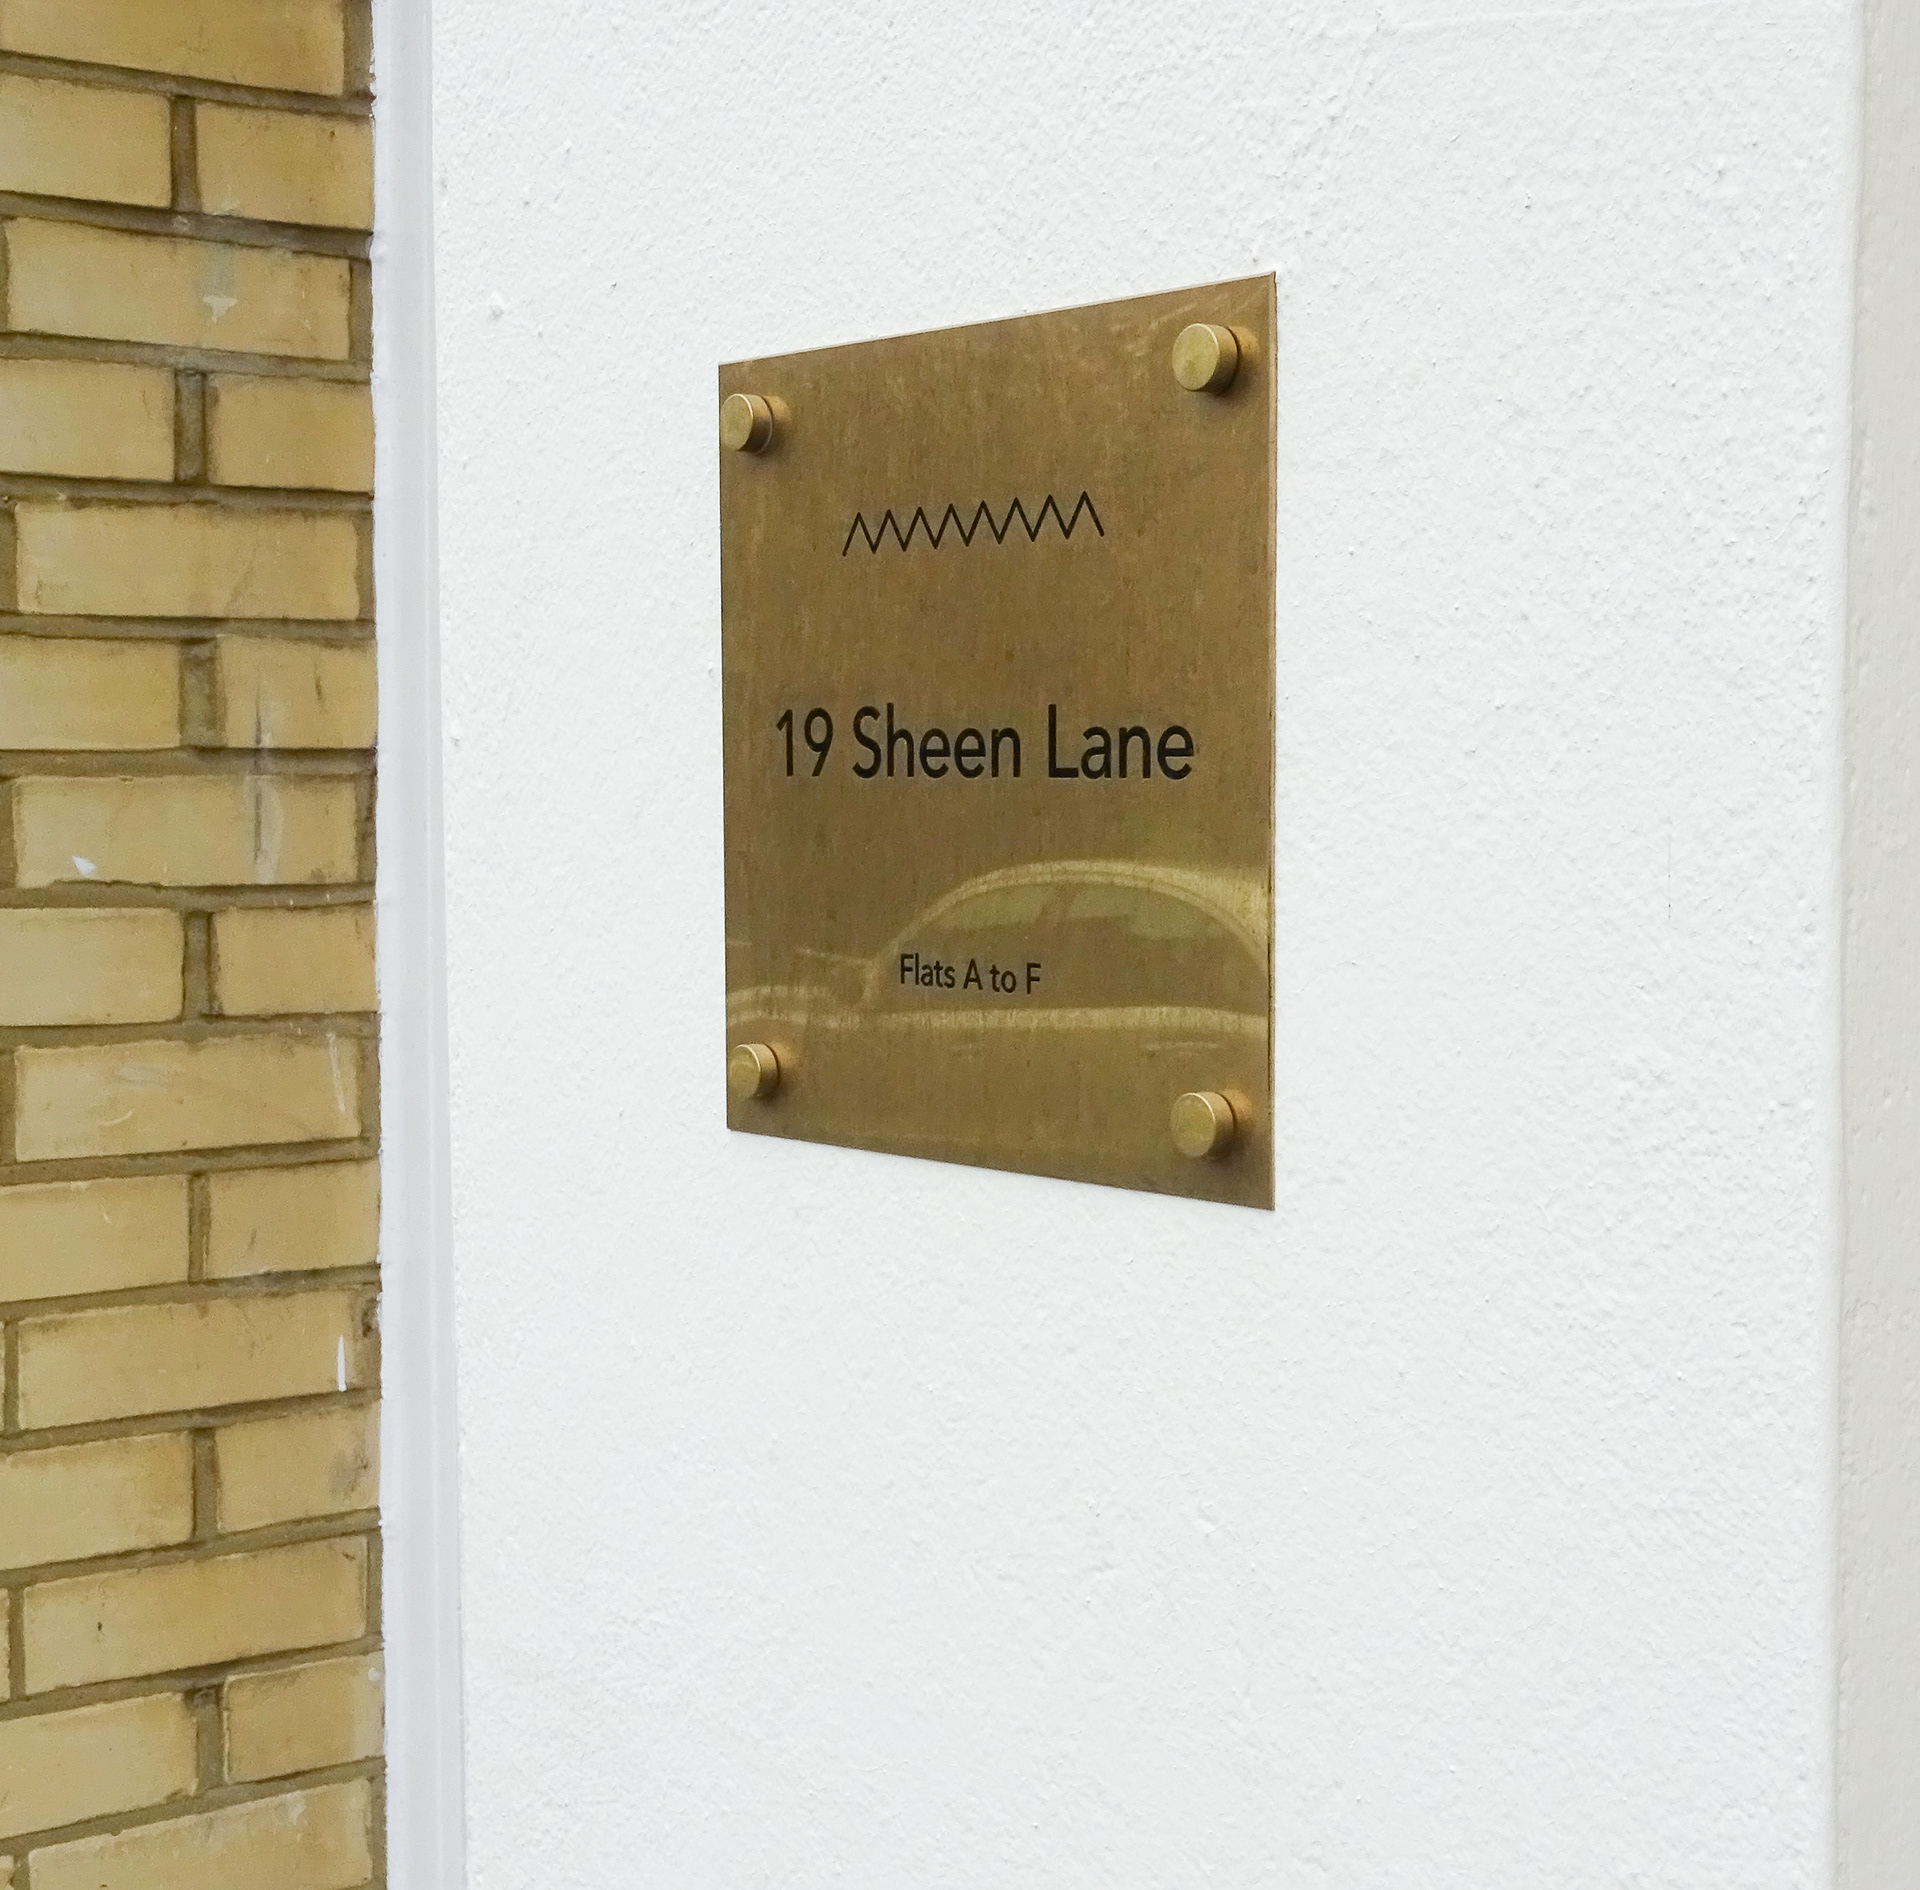 19 Sheen Lane
Flats A to F